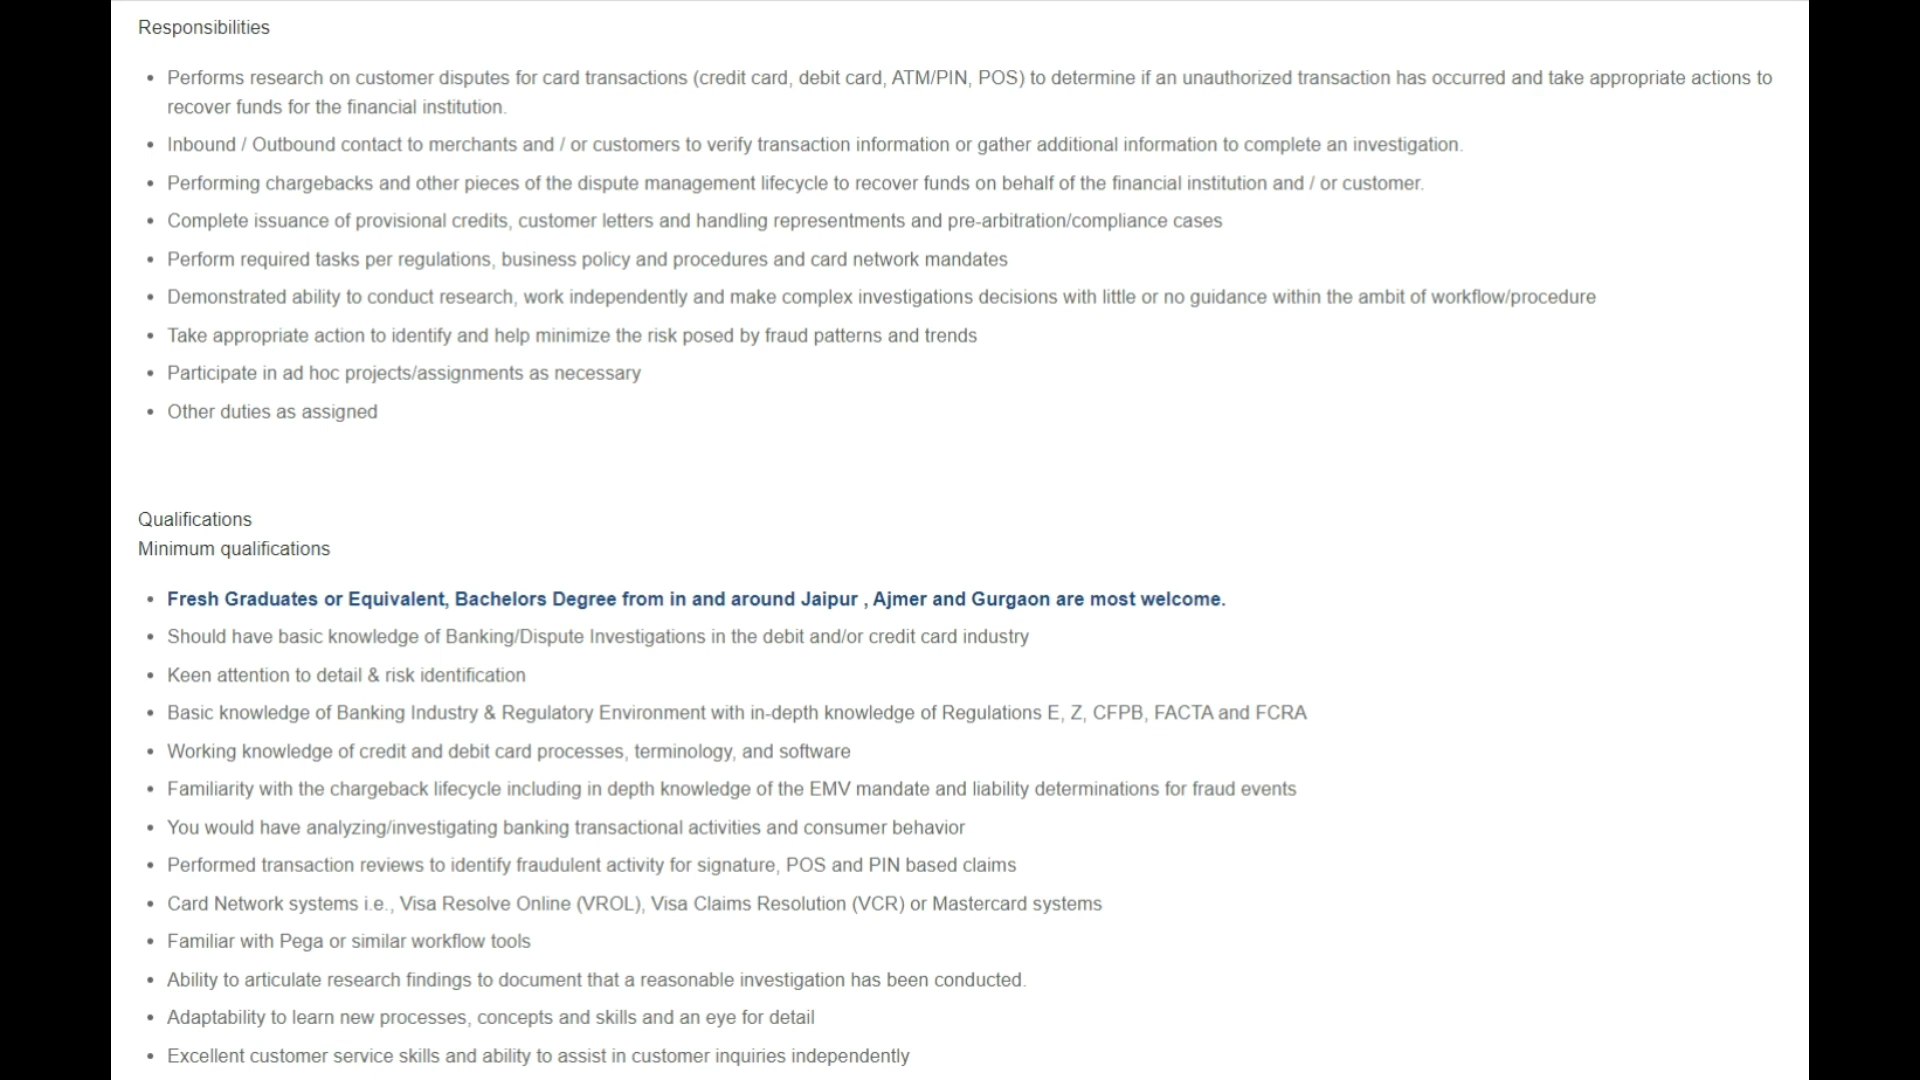 Responsibilities
Performs research on customer disputes for card transactions (credit card, debit card, ATM/PIN, POS) to determine if an unauthorized transaction has occurred and take appropriate actions to
recover funds for the financial institution.
Inbound / Outbound contact to merchants and / or customers to verify transaction information or gather additional information to complete an investigation.
Performing chargebacks and other pieces of the dispute management lifecycle to recover funds on behalf of the financial institution and / or customer.
Complete issuance of provisional credits, customer letters and handling representments and pre-arbitration/compliance cases
Perform required tasks per regulations, business policy and procedures and card network mandates
Demonstrated ability to conduct research, work independently and make complex investigations decisions with little or no guidance within the ambit of workflow/procedure
Take appropriate action to identify and help minimize the risk posed by fraud patterns and trends
Participate in ad hoc projects/assignments as necessary
Other duties as assigned
Qualifications
Minimum qualifications
Fresh Graduates or Equivalent, Bachelors Degree from in and around Jaipur , Ajmer and Gurgaon are most welcome.
Should have basic knowledge of Banking/Dispute Investigations in the debit and/or credit card industry
Keen attention to detail & risk identification
Basic knowledge of Banking Industry & Regulatory Environment with in-depth knowledge of Regulations E, Z, CFPB, FACTA and FCRA
Working knowledge of credit and debit card processes, terminology, and software
Familiarity with the chargeback lifecycle including in depth knowledge of the EMV mandate and liability determinations for fraud events
You would have analyzing/investigating banking transactional activities and consumer behavior
Performed transaction reviews to identify fraudulent activity for signature, POS and PIN based claims
Card Network systems i.e., Visa Resolve Online (VROL), Visa Claims Resolution (VCR) or Mastercard systems
Familiar with Pega or similar workflow tools
Ability to articulate research findings to document that a reasonable investigation has been conducted.
Adaptability to learn new processes, concepts and skills and an eye for detail
Excellent customer service skills and ability to assist in customer inquiries independently